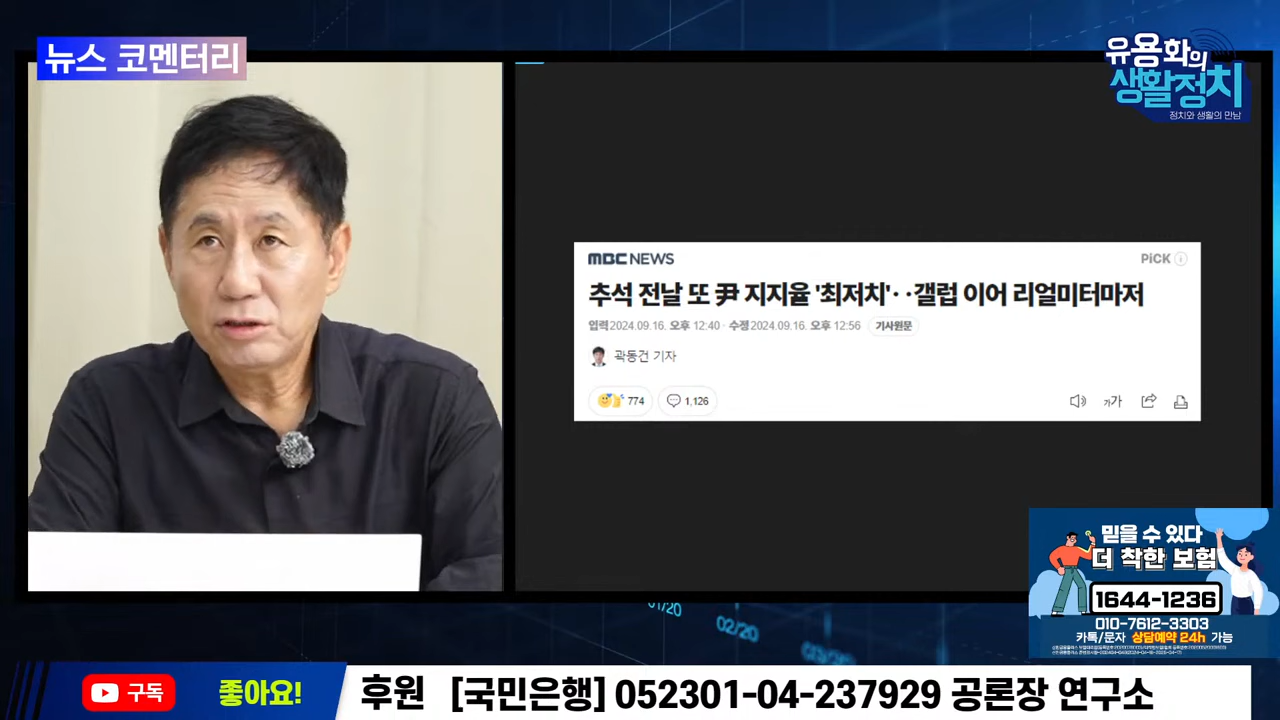 뉴스 코멘터리
유용화의
생활정치
정치와 생활의 만남
MBC NEWS
PiCK
추석 전날 또 尹 지지율 '최저치'‥갤럽 이어 리얼미터마저
입력 2024.09.16. 오후 12:40 · 수정 2024.09.16. 오후 12:56 기사원문
곽동건 기자
774 1,126
가가
믿을 수 있다
더 착한 보험
1644-1236
010-7612-3303
카톡/문자 상담예약 24h 가능
01/20
02/20
구독 좋아요! 후원 [국민은행] 052301-04-237929 공론장 연구소